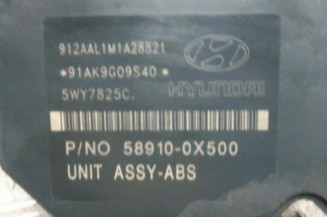 912AAL1M1A28821
*91AK9G09S40*
5WY7825C.
HYUNDAI
P/NO 58910-0X500
UNIT ASSY-ABS